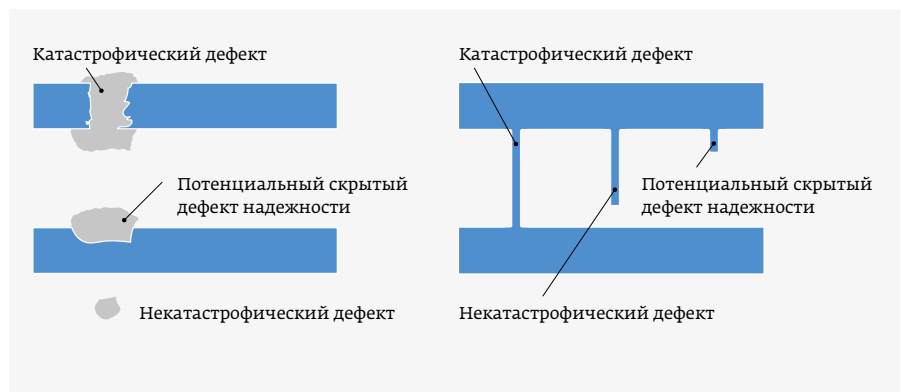 Катастрофический дефект
Потенциальный скрытый
дефект надежности
Некатастрофический дефект
Катастрофический дефект
Потенциальный скрытый
дефект надежности
Некатастрофический дефект